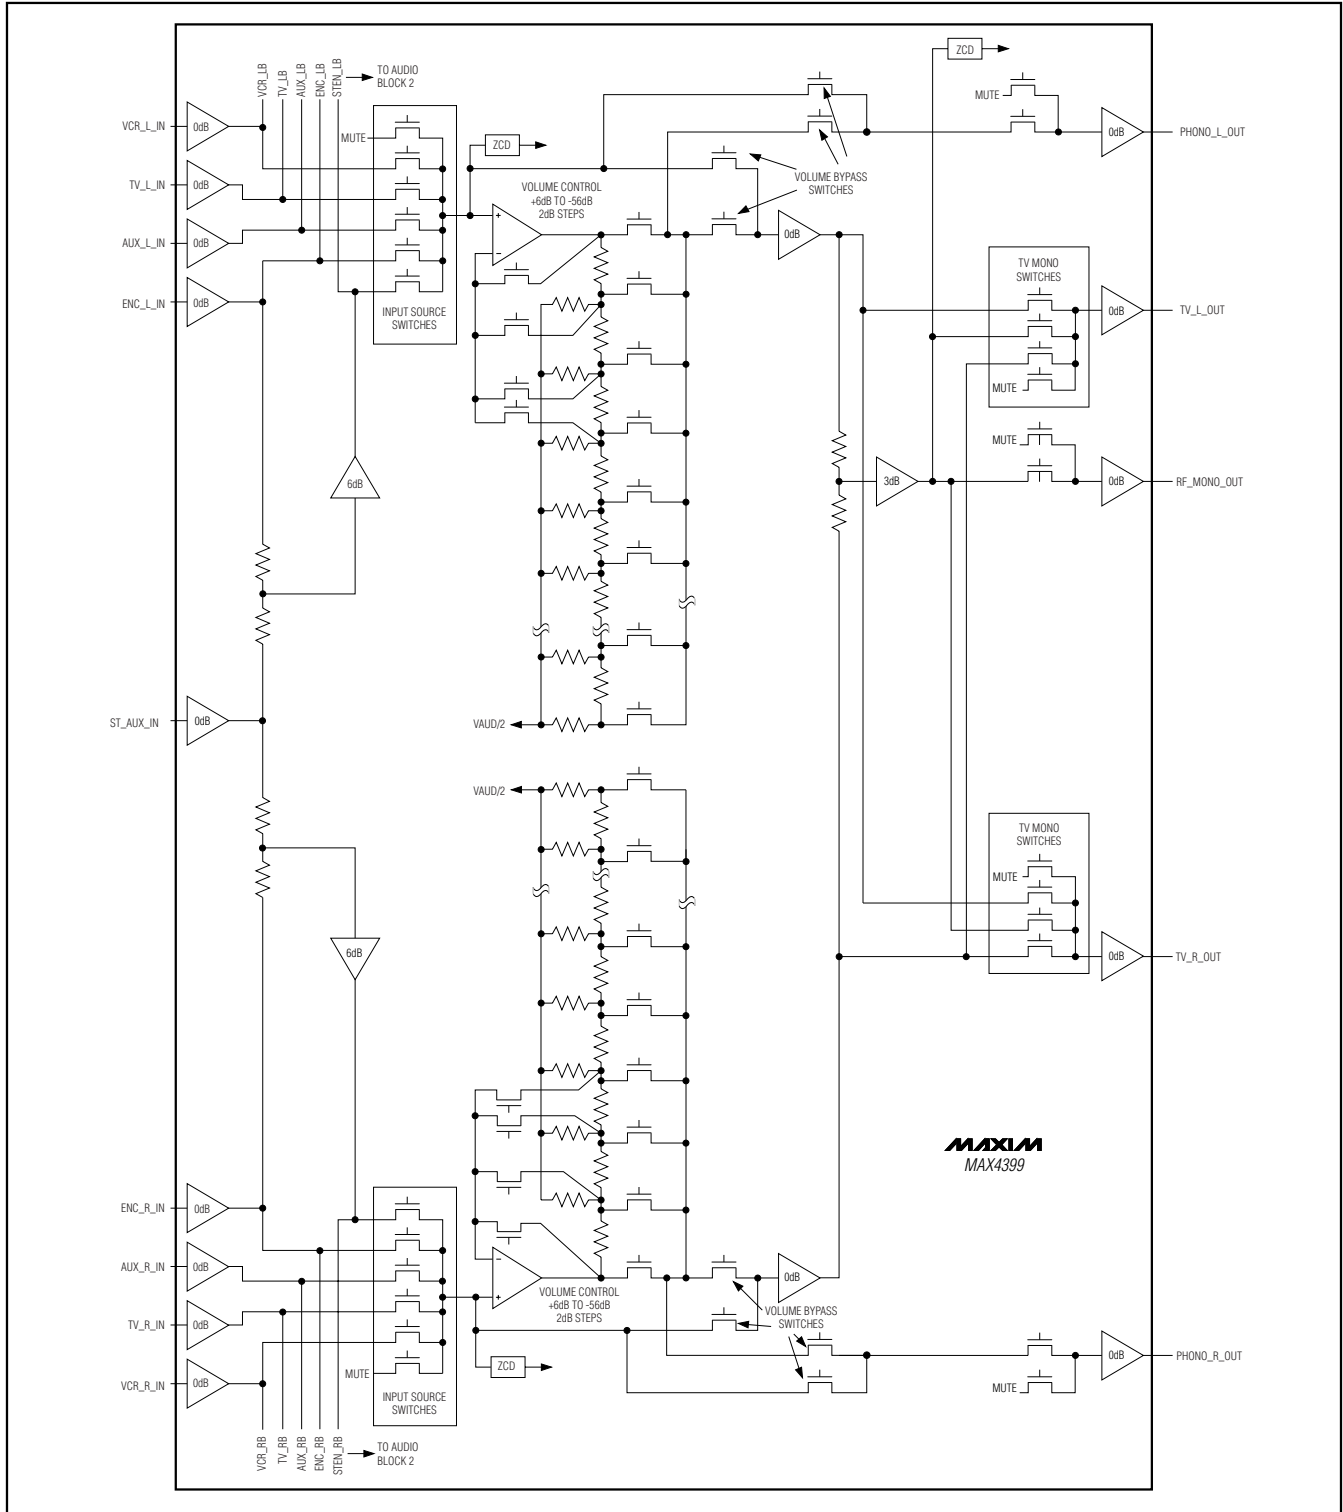 ZCD
VCR_LB
TV_LB
AUX_LB
ENC_LB
STEN_LB
TO AUDIO
BLOCK 2
MUTE
VCR_L_IN
0dB
MUTE
ZCD
0dB
PHONO_L_OUT
TV_L_IN
0dB
VOLUME CONTROL
+6dB TO -56dB
2dB STEPS
VOLUME BYPASS
SWITCHES
AUX_L_IN
0dB
+
−
0dB
TV MONO
SWITCHES
ENC_L_IN
0dB
INPUT SOURCE
SWITCHES
0dB
TV_L_OUT
MUTE
MUTE
6dB
3dB
0dB
RF_MONO_OUT
ST_AUX_IN
0dB
VAUD/2
VAUD/2
TV MONO
SWITCHES
MUTE
6dB
0dB
TV_R_OUT
MAXIM
MAX4399
ENC_R_IN
0dB
AUX_R_IN
0dB
−
+
0dB
VOLUME CONTROL
+6dB TO -56dB
2dB STEPS
VOLUME BYPASS
SWITCHES
TV_R_IN
0dB
ZCD
0dB
PHONO_R_OUT
VCR_R_IN
0dB
MUTE
MUTE
INPUT SOURCE
SWITCHES
VCR_RB
TV_RB
AUX_RB
ENC_RB
STEN_RB
TO AUDIO
BLOCK 2